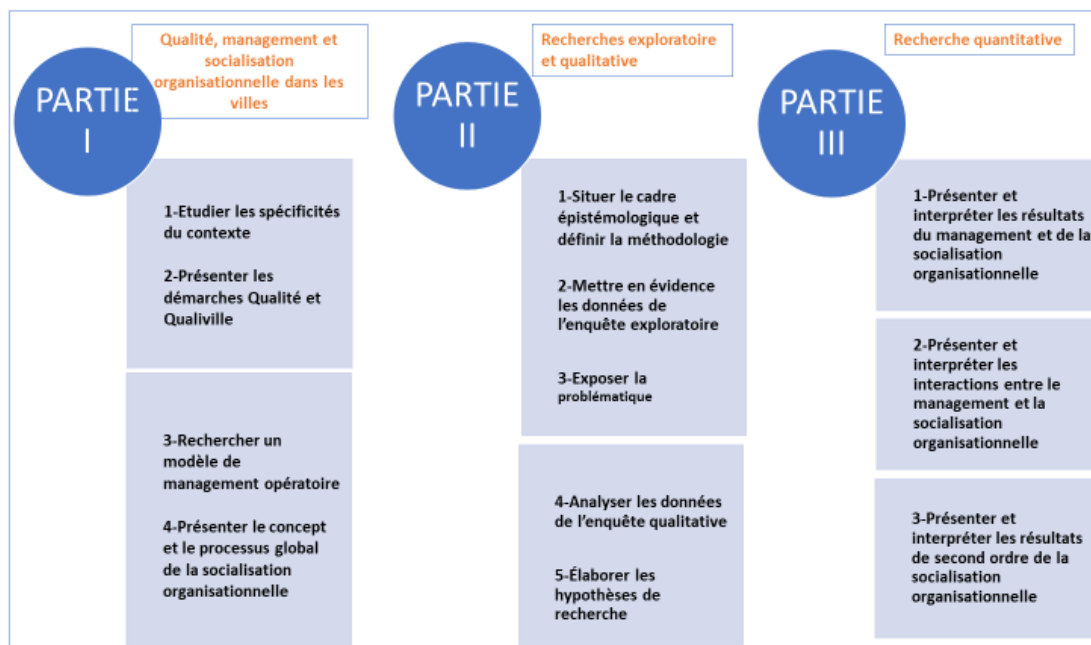 PARTIE
I
Qualité, management et
socialisation
organisationnelle dans les
villes
1-Etudier les spécificités
du contexte
2-Présenter les
démarches Qualité et
Qualiville
3-Rechercher un
modèle de
management opératoire
4-Présenter le concept
et le processus global
de la socialisation
organisationnelle
PARTIE
II
Recherches exploratoire
et qualitative
1-Situer le cadre
épistémologique et
définir la méthodologie
2-Mettre en évidence
les données de
l'enquête exploratoire
3-Exposer la
problématique
4-Analyser les données
de l'enquête qualitative
5-Élaborer les
hypothèses de
recherche
PARTIE
III
Recherche quantitative
1-Présenter et
interpréter les résultats
du management et de la
socialisation
organisationnelle
2-Présenter et
interpréter les
interactions entre le
management et la
socialisation
organisationnelle
3-Présenter et
interpréter les résultats
de second ordre de la
socialisation
organisationnelle